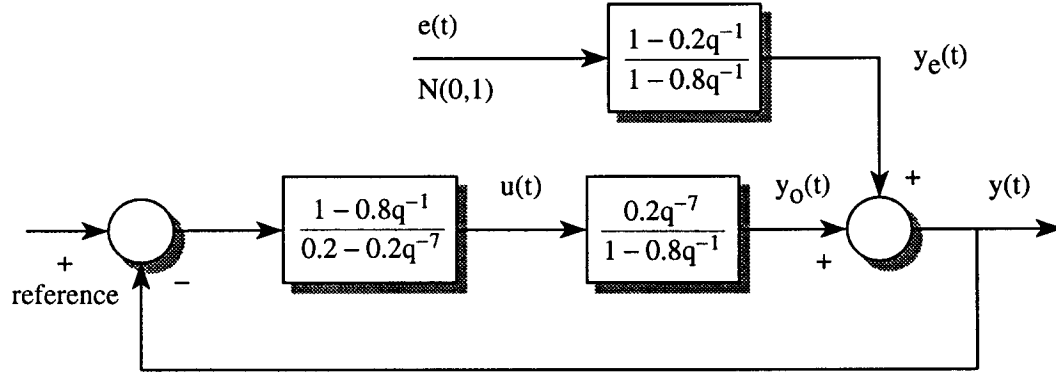 e(t)
N(0,1)
1 − 0.2q⁻¹
1 − 0.8q⁻¹
yₑ(t)
+
reference
−
1 − 0.8q⁻¹
0.2 − 0.2q⁻⁷
u(t)
0.2q⁻⁷
1 − 0.8q⁻¹
yₒ(t)
+
+
y(t)